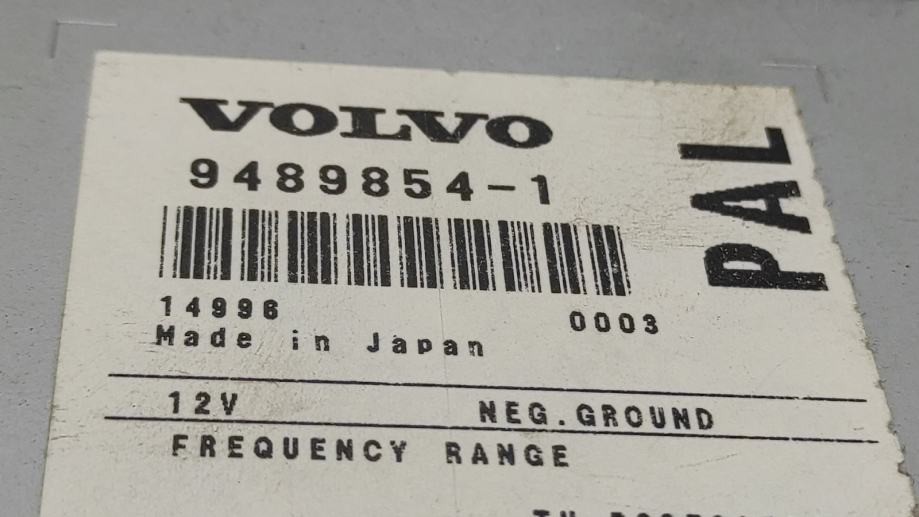 VOLVO
9489854-1
PAL
14996
0003
Made in Japan
12V NEG.GROUND
FREQUENCY RANGE